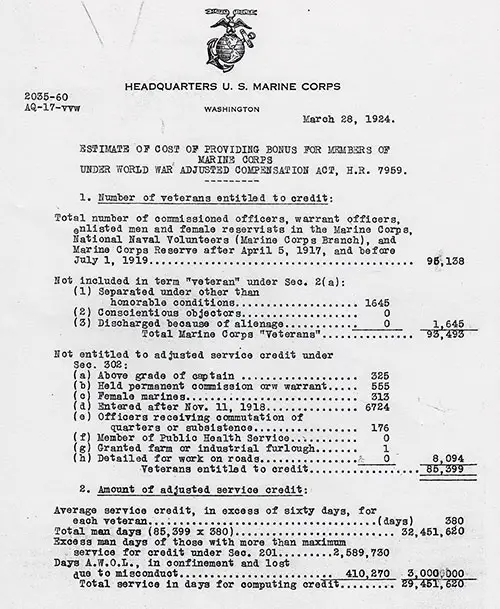 HEADQUARTERS U. S. MARINE CORPS
2035-60
AQ-17-vvw
WASHINGTON
March 28, 1924.
ESTIMATE OF COST OF PROVIDING BONUS FOR MEMBERS OF
MARINE CORPS
UNDER WORLD WAR ADJUSTED COMPENSATION ACT, H.R. 7959.
---------
1. Number of veterans entitled to credit:
Total number of commissioned officers, warrant officers,
enlisted men and female reservists in the Marine Corps,
National Naval Volunteers (Marine Corps Branch), and
Marine Corps Reserve after April 5, 1917, and before
July 1, 1919........................................ 95,138
Not included in term "veteran" under Sec. 2(a):
(1) Separated under other than
honorable conditions................ 1645
(2) Conscientious objectors............. 0
(3) Discharged because of alienage...... 0 1,645
Total Marine Corps "Veterans"............... 93,493
Not entitled to adjusted service credit under
Sec. 302:
(a) Above grade of captain ............. 325
(b) Held permanent commission orw warrant..... 555
(c) Female marines...................... 313
(d) Entered after Nov. 11, 1918......... 6724
(e) Officers receiving commutation of
quarters or subsistence............. 176
(f) Member of Public Health Service..... 0
(g) Granted farm or industrial furlough....... 1
(h) Detailed for work on roads.......... 0 8,094
Veterans entitled to credit................. 85,399
2. Amount of adjusted service credit:
Average service credit, in excess of sixty days, for
each veteran.................................(days) 380
Total man days (85,399 x 380)..................... 32,451,620
Excess man days of those with more than maximum
service for credit under Sec. 201........2,589,730
Days A.W.O.L., in confinement and lost
due to misconduct................. 410,270 3,000,000
Total service in days for computing credit....... 29,451,620